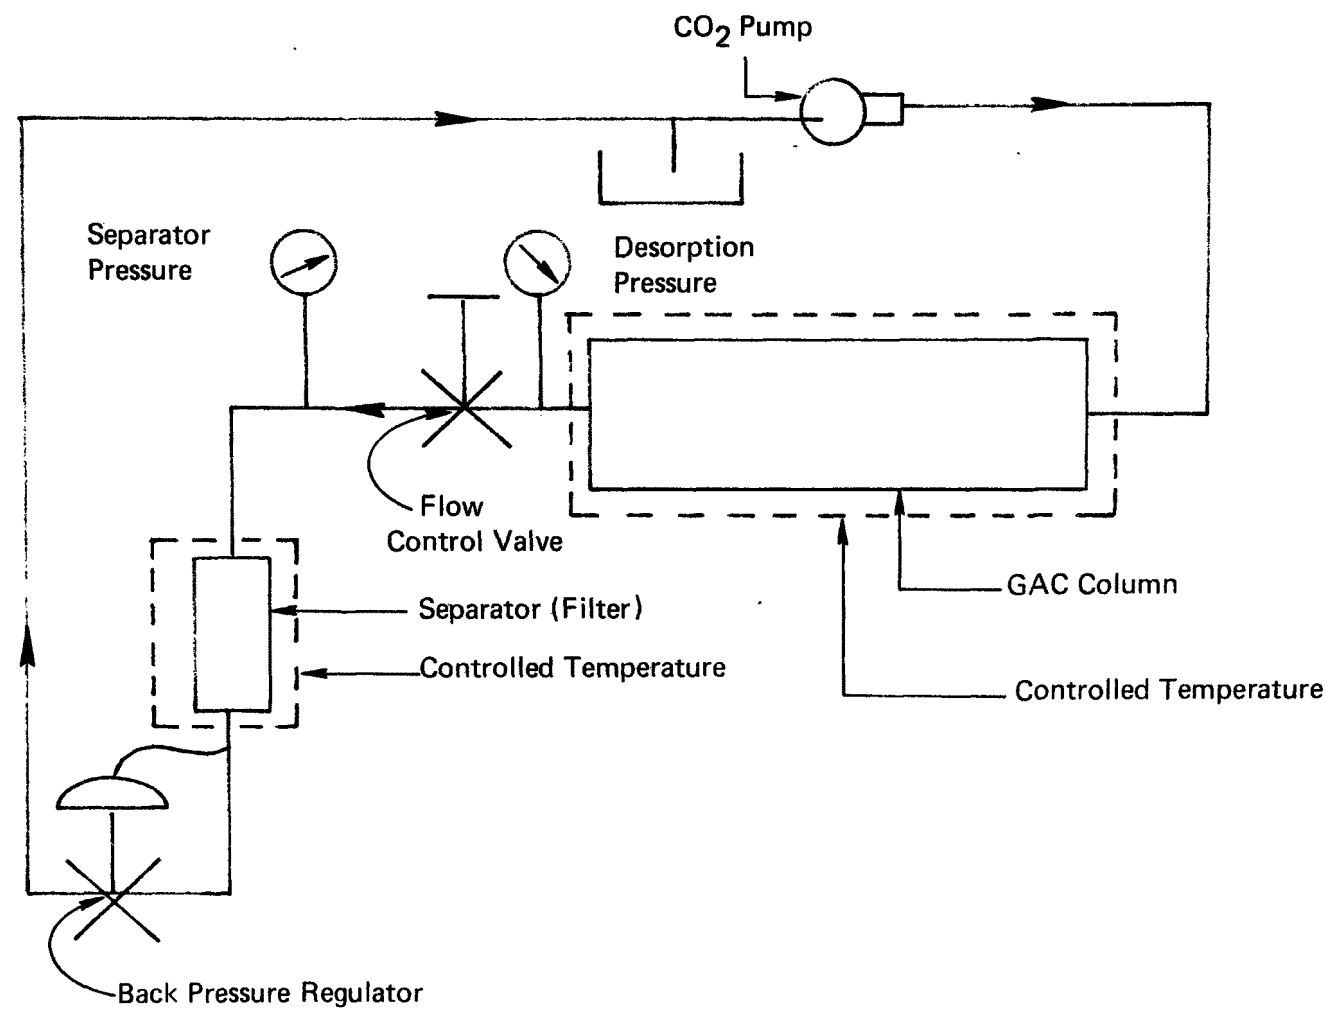 CO2 Pump
Separator
Pressure
Desorption
Pressure
Flow
Control Valve
GAC Column
Separator (Filter)
Controlled Temperature
Controlled Temperature
Back Pressure Regulator